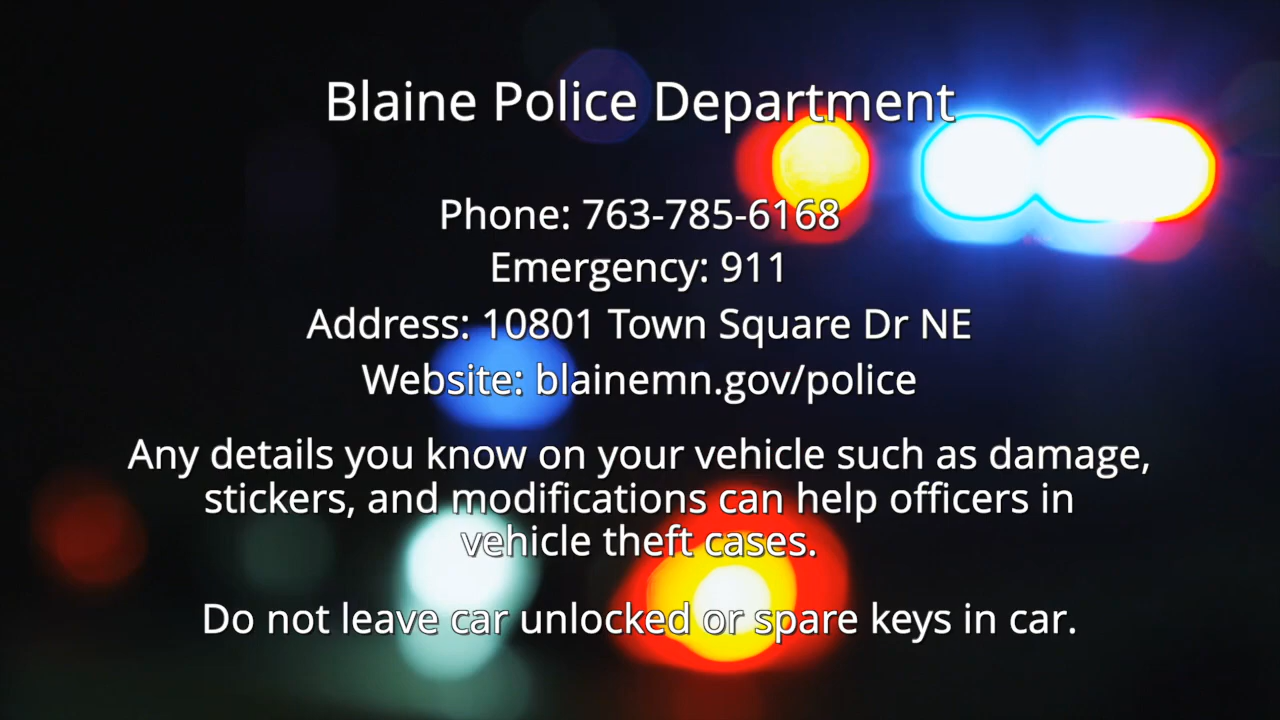 Blaine Police Department
Phone: 763-785-6168
Emergency: 911
Address: 10801 Town Square Dr NE
Website: blainemn.gov/police
Any details you know on your vehicle such as damage,
stickers, and modifications can help officers in
vehicle theft cases.
Do not leave car unlocked or spare keys in car.